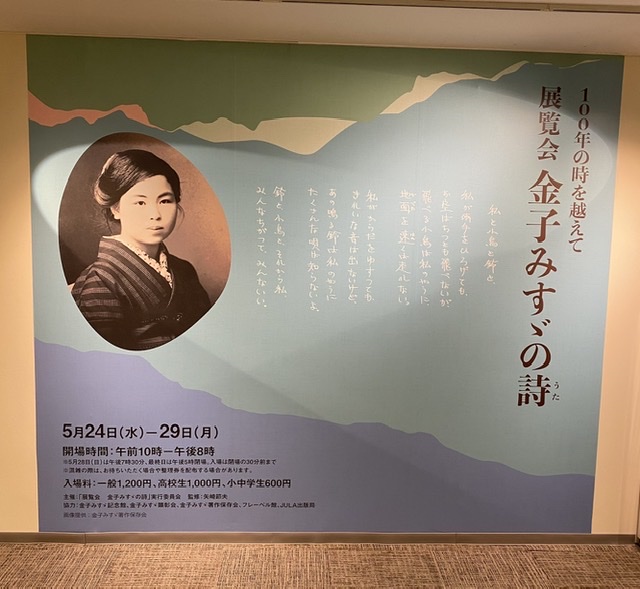 100年の時を越えて
展覧会 金子みすゞの詩
うた
私と小鳥と鈴と、
私が両手をひろげても、
お空はちっとも飛べないが、
飛べる小鳥は私のやうに、
地面を速くは走れない。
私がからだをゆすっても、
きれいな音は出ないけど、
あの鳴る鈴は私のやうに
たくさんな唄は知らないよ。
鈴と、小鳥と、それから私、
みんなちがって、みんないい。
5月24日(水)ー29日(月)
開場時間:午前10時ー午後8時
※5月28日(日)は午後7時30分、最終日は午後5時閉場。入場は閉場の30分前まで
※混雑の際は、お待ちいただく場合や整理券を配布する場合があります。
入場料:一般1,200円、高校生1,000円、小中学生600円
主催:「展覧会　金子みすゞの詩」実行委員会　監修:矢崎節夫
協力:金子みすゞ記念館、金子みすゞ顕彰会、金子みすゞ著作保存会、フレーベル館、JULA出版局
画像提供:金子みすゞ著作保存会